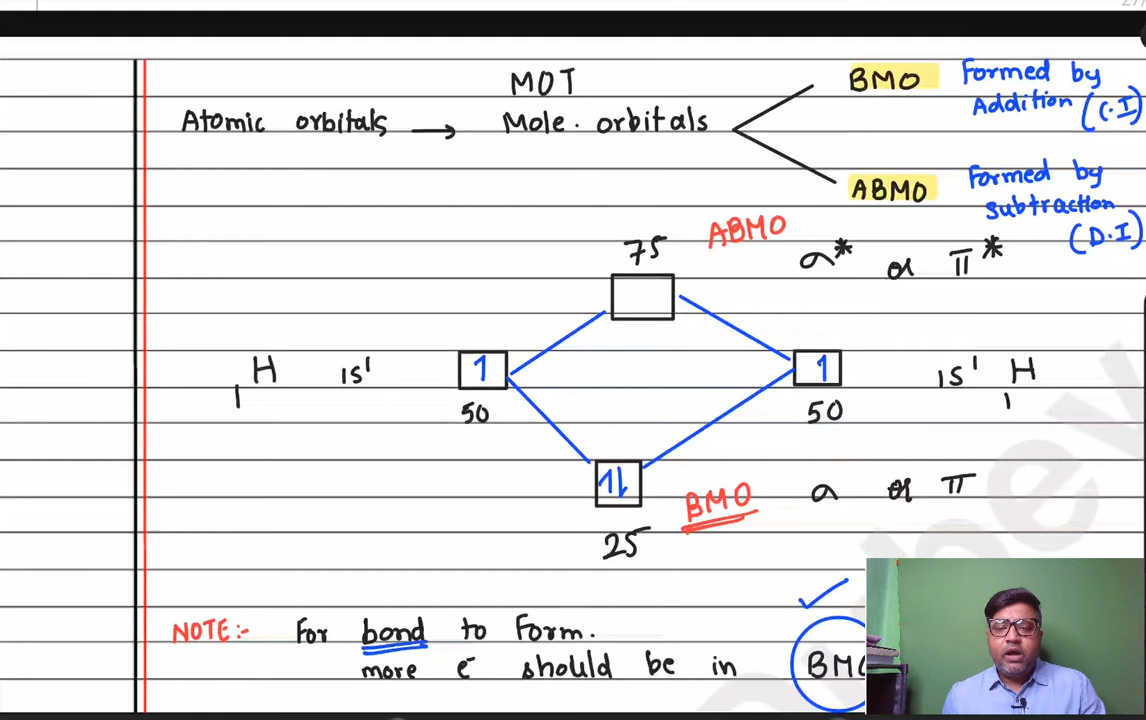 MOT
BMO Formed by
Addition (C.I)
Atomic orbitals → Mole. orbitals
ABMO Formed by
subtraction
(D.I)
75 ABMO σ* or π*
₁H 1s¹ 1 1 1s¹ ₁H
50 50
1⇂ BMO σ or π
25
NOTE:- For bond to Form.
more e⁻ should be in BMO